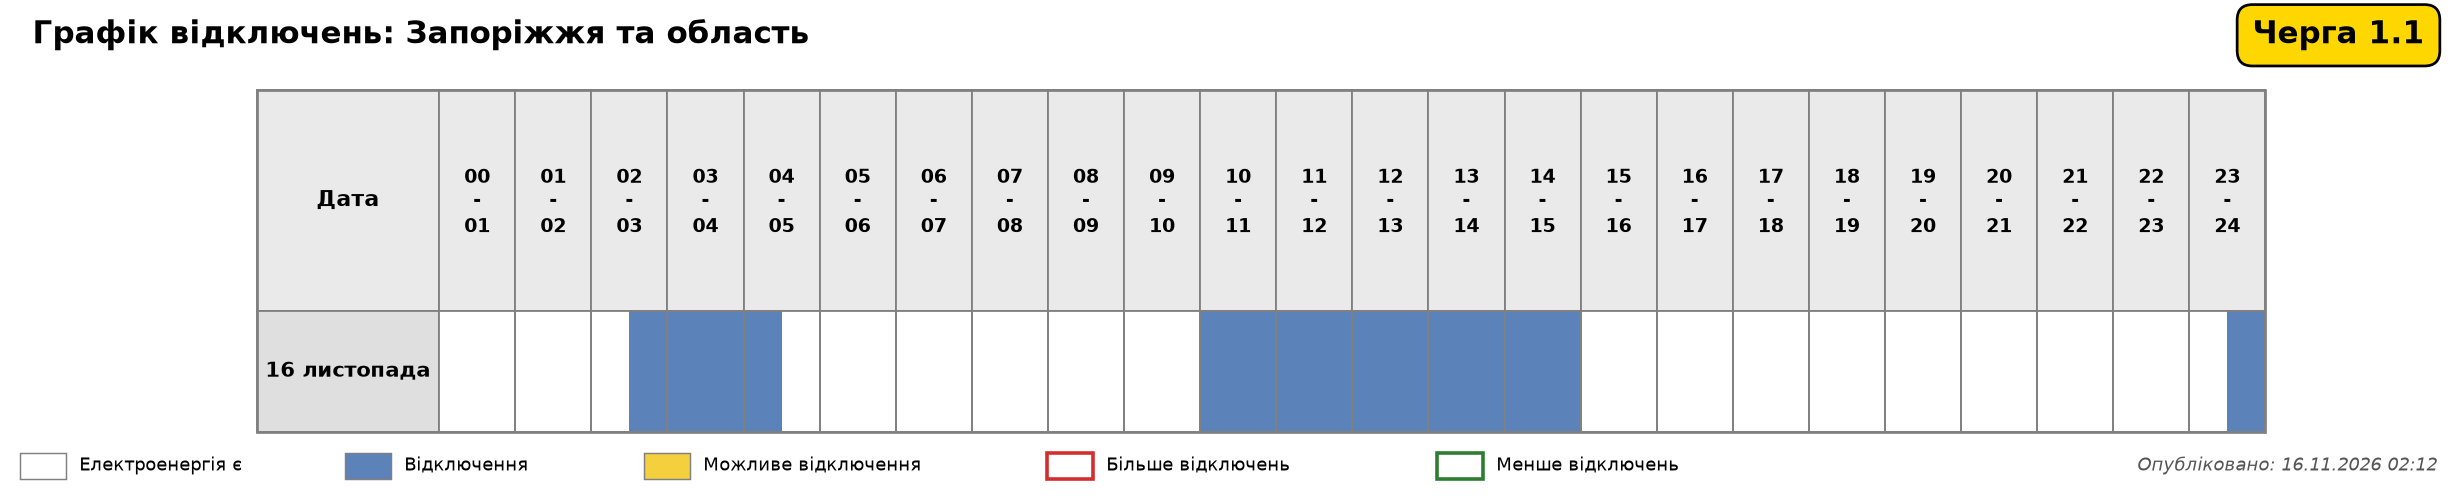 Графік відключень: Запоріжжя та область
Черга 1.1
Дата
00 - 01
01 - 02
02 - 03
03 - 04
04 - 05
05 - 06
06 - 07
07 - 08
08 - 09
09 - 10
10 - 11
11 - 12
12 - 13
13 - 14
14 - 15
15 - 16
16 - 17
17 - 18
18 - 19
19 - 20
20 - 21
21 - 22
22 - 23
23 - 24
16 листопада
Електроенергія є
Відключення
Можливе відключення
Більше відключень
Менше відключень
Опубліковано: 16.11.2026 02:12